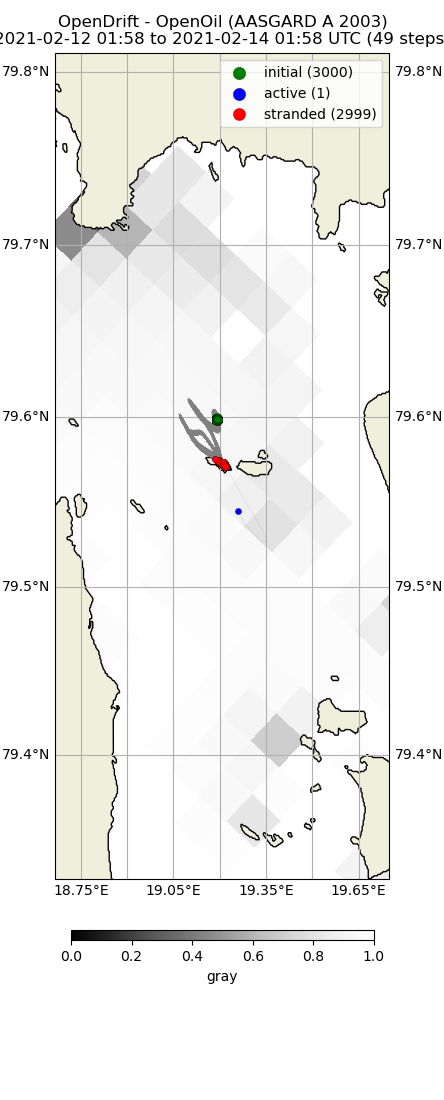 OpenDrift - OpenOil (AASGARD A 2003)
2021-02-12 01:58 to 2021-02-14 01:58 UTC (49 steps
79.8°N
79.8°N
initial (3000)
active (1)
stranded (2999)
79.7°N
79.7°N
79.6°N
79.6°N
79.5°N
79.5°N
79.4°N
79.4°N
18.75°E 19.05°E 19.35°E 19.65°E
0.0 0.2 0.4 0.6 0.8 1.0
gray